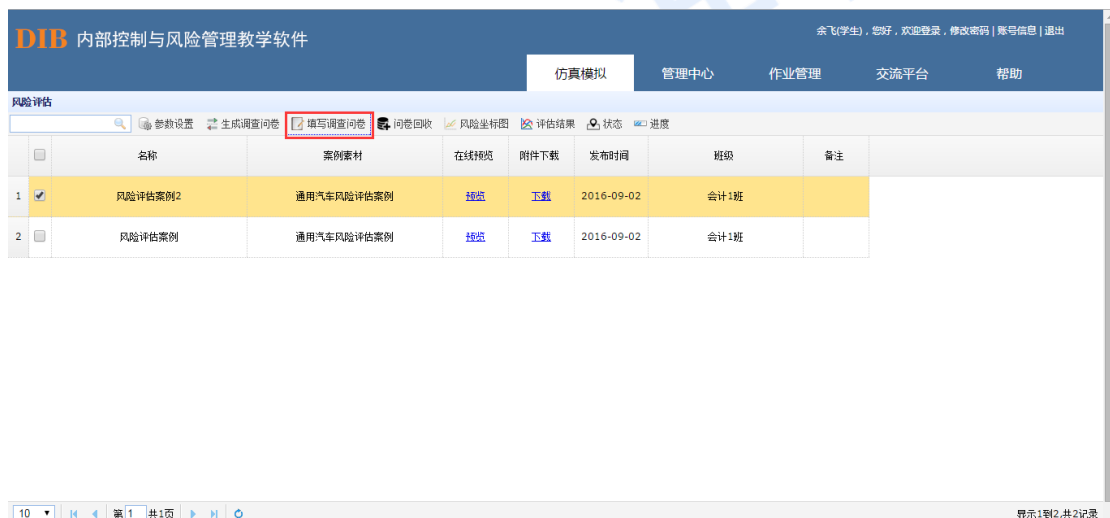 DIB 内部控制与风险管理教学软件
余飞(学生)，您好，欢迎登录，修改密码 | 账号信息 | 退出
仿真模拟 管理中心 作业管理 交流平台 帮助
风险评估
参数设置 生成调查问卷 填写调查问卷 问卷回收 风险坐标图 评估结果 状态 进度
名称 案例素材 在线预览 附件下载 发布时间 班级 备注
1 风险评估案例2 通用汽车风险评估案例 预览 下载 2016-09-02 会计1班
2 风险评估案例 通用汽车风险评估案例 预览 下载 2016-09-02 会计1班
10 第 1 共1页 显示1到2,共2记录